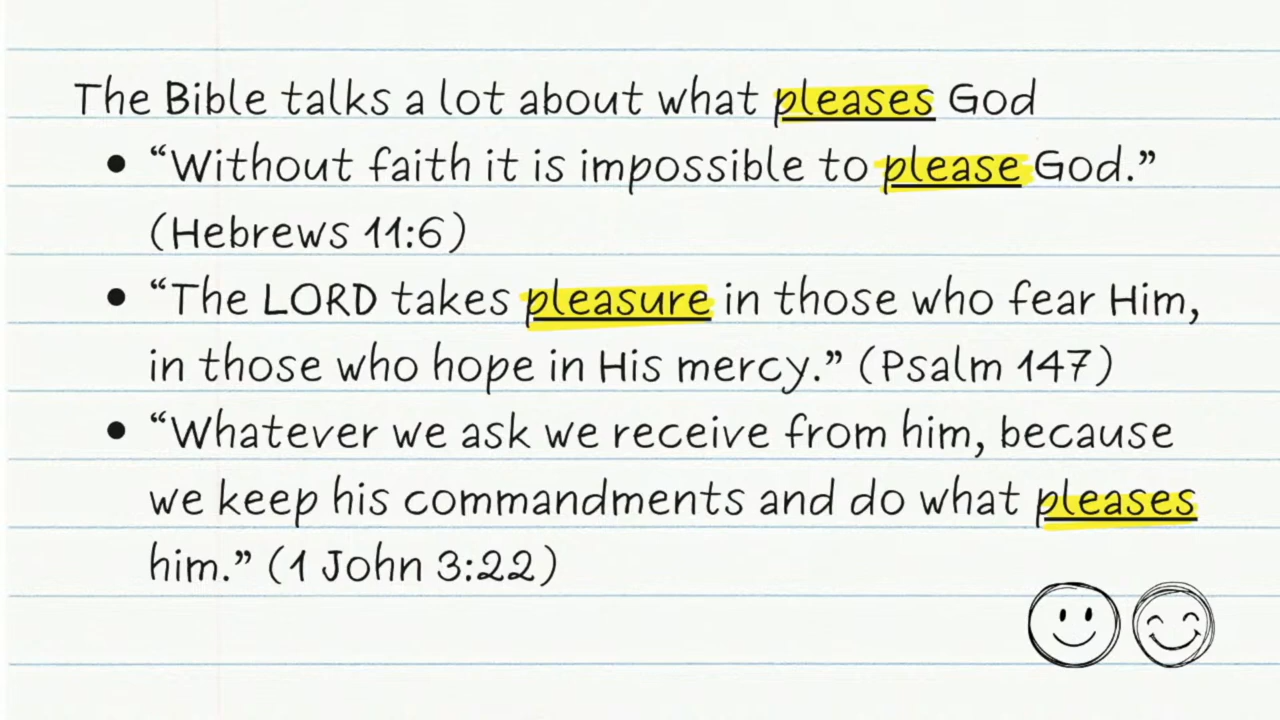 The Bible talks a lot about what pleases God
• “Without faith it is impossible to please God.”
(Hebrews 11:6)
• “The LORD takes pleasure in those who fear Him,
in those who hope in His mercy.” (Psalm 147)
• “Whatever we ask we receive from him, because
we keep his commandments and do what pleases
him.” (1 John 3:22)